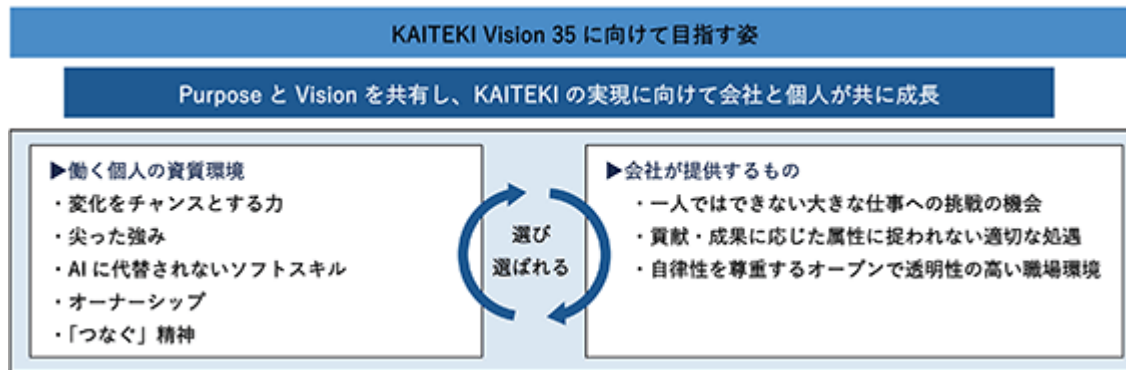 KAITEKI Vision 35 に向けて目指す姿
Purpose と Vision を共有し、KAITEKI の実現に向けて会社と個人が共に成長
▶働く個人の資質環境
・変化をチャンスとする力
・尖った強み
・AI に代替されないソフトスキル
・オーナーシップ
・「つなぐ」精神
選び
選ばれる
▶会社が提供するもの
・一人ではできない大きな仕事への挑戦の機会
・貢献・成果に応じた属性に捉われない適切な処遇
・自律性を尊重するオープンで透明性の高い職場環境